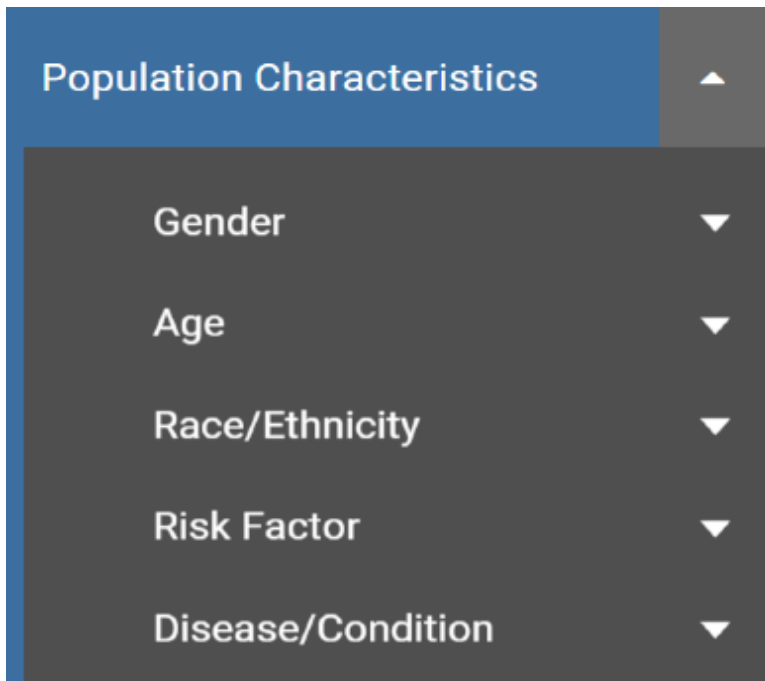 Population Characteristics
Gender
Age
Race/Ethnicity
Risk Factor
Disease/Condition